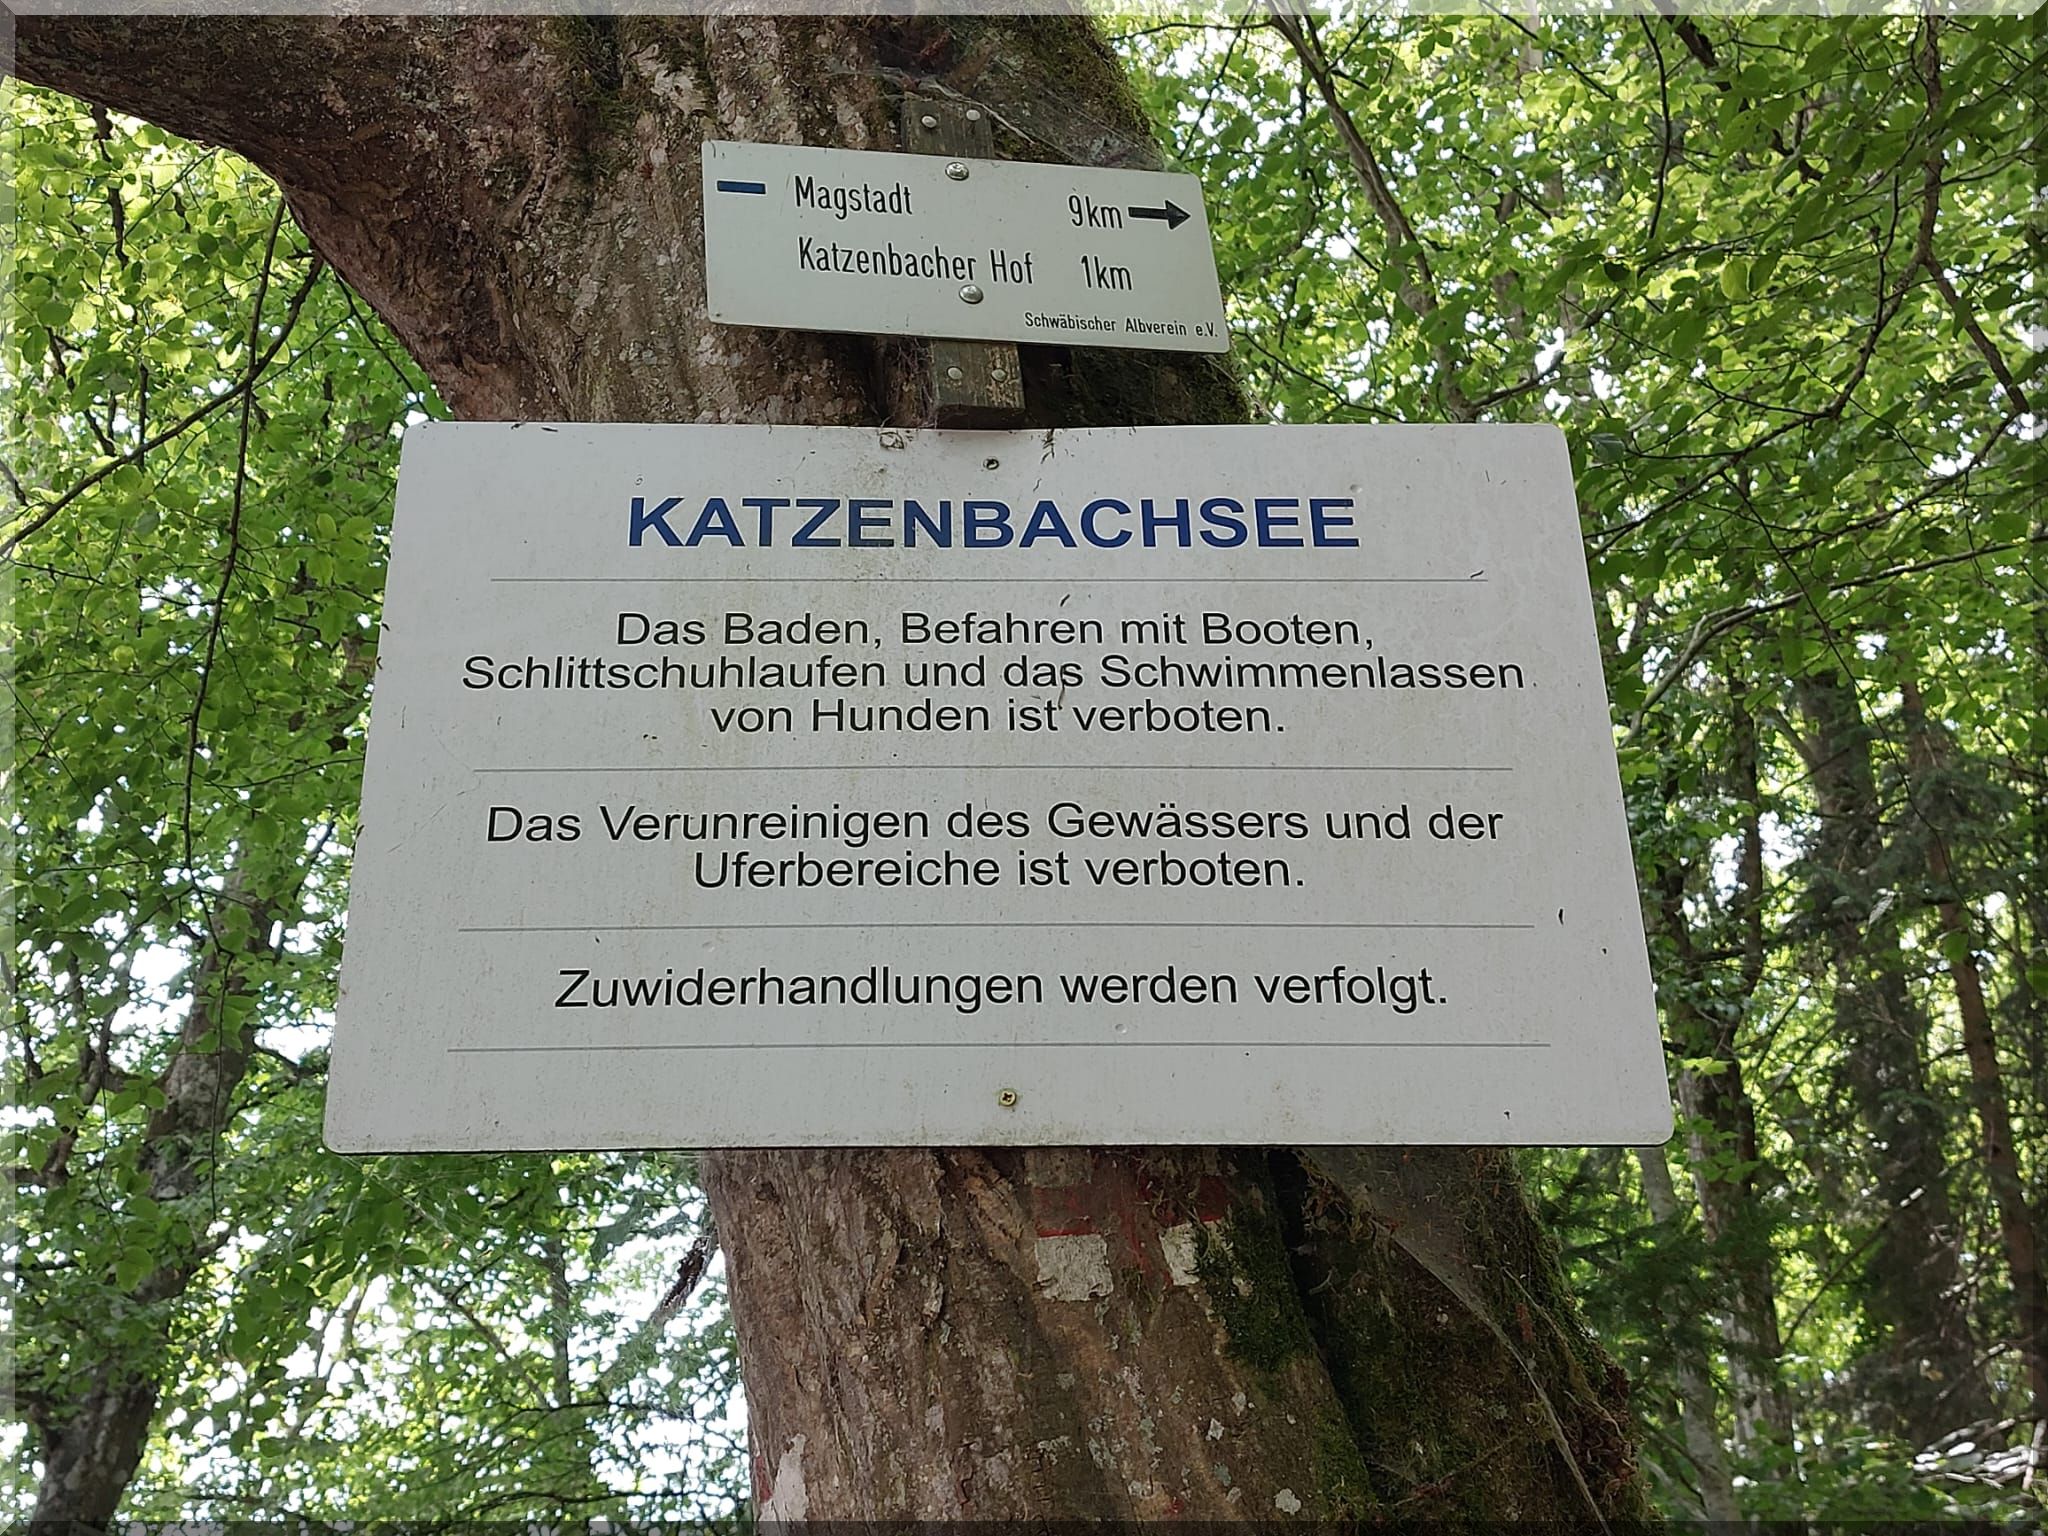 Magstadt 9km
Katzenbacher Hof 1km
Schwäbischer Albverein e.V.
KATZENBACHSEE
Das Baden, Befahren mit Booten,
Schlittschuhlaufen und das Schwimmenlassen
von Hunden ist verboten.
Das Verunreinigen des Gewässers und der
Uferbereiche ist verboten.
Zuwiderhandlungen werden verfolgt.